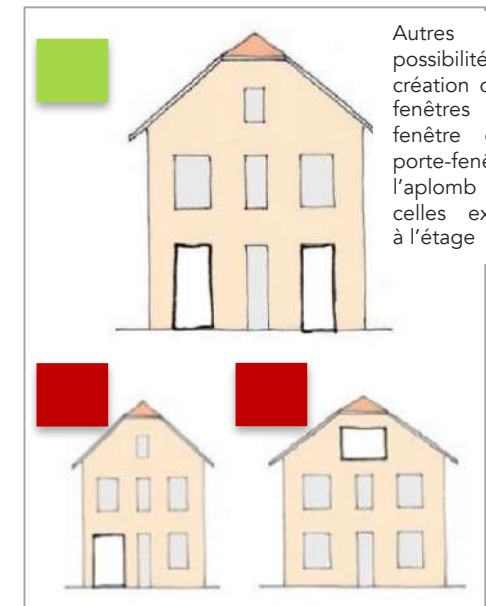 Autres
possibilité
création
fenêtres
fenêtre
porte-fenê
l'aplomb
celles ex
à l'étage